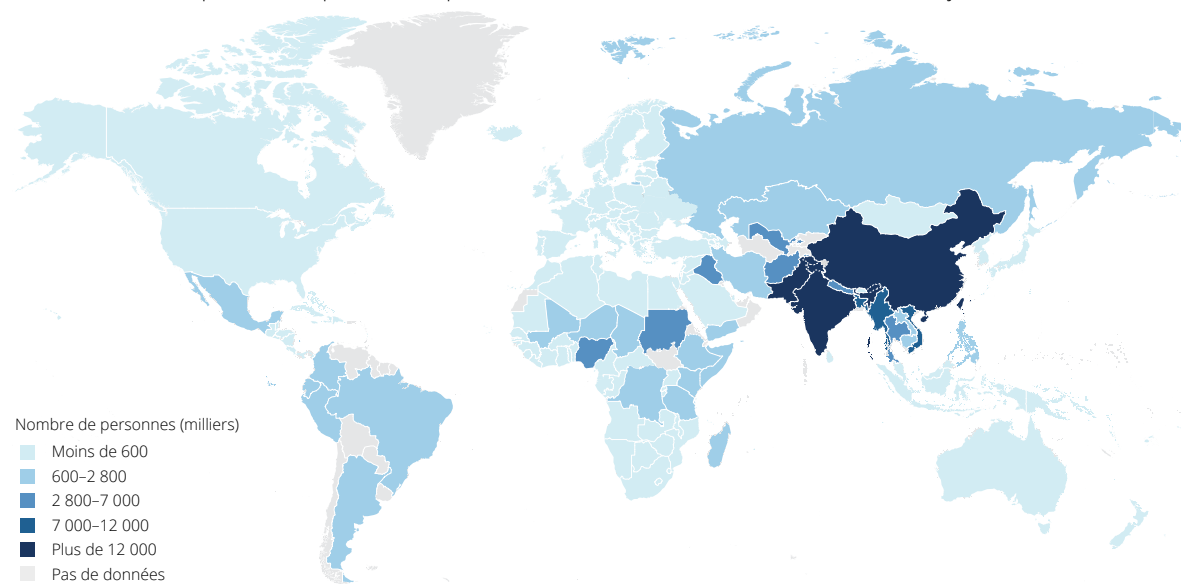 Nombre de personnes (milliers)
Moins de 600
600–2 800
2 800–7 000
7 000–12 000
Plus de 12 000
Pas de données